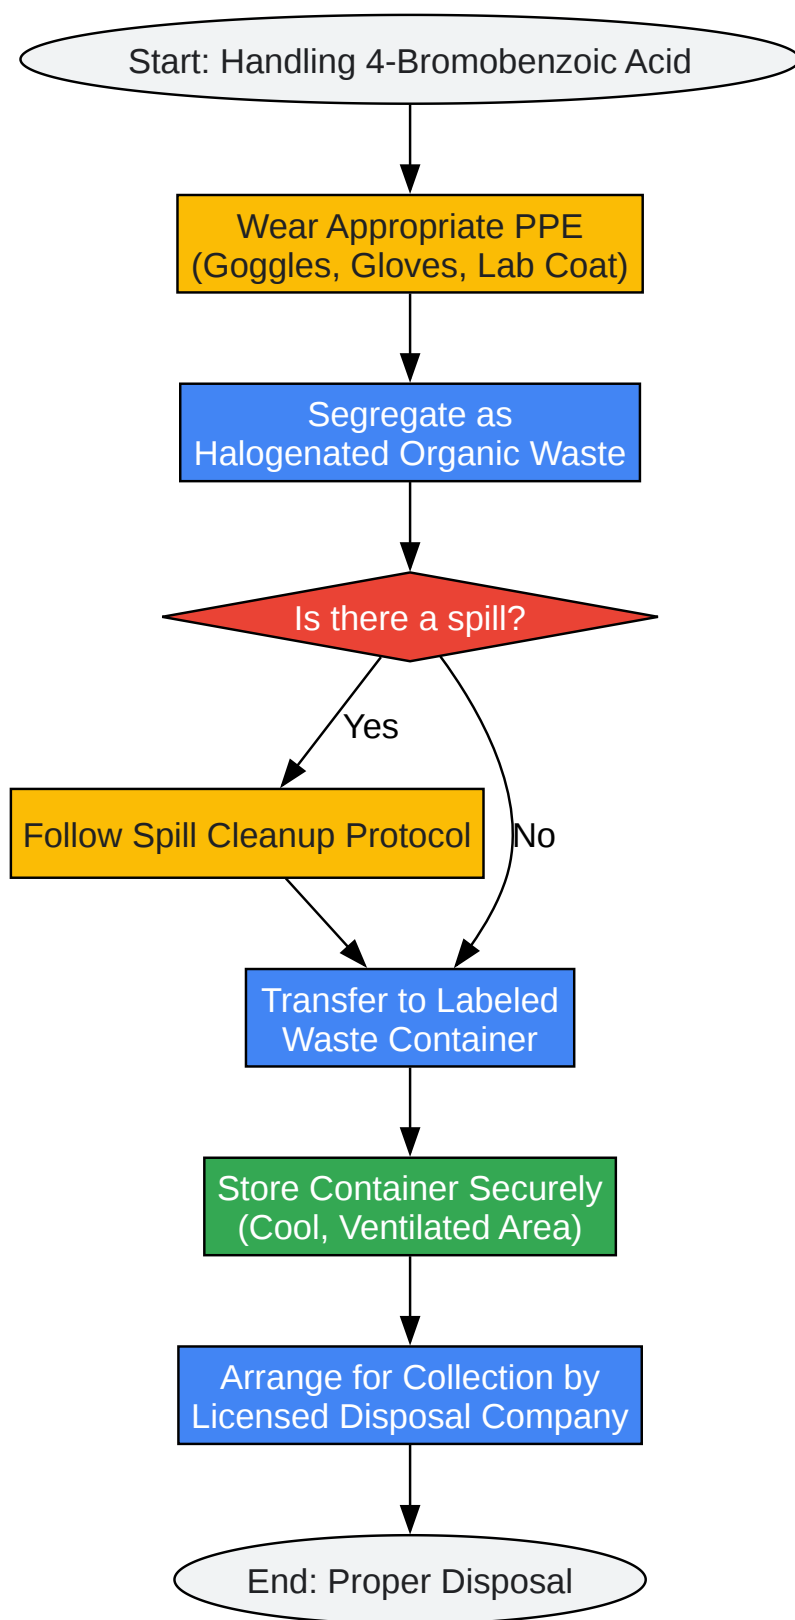 Start: Handling 4-Bromobenzoic Acid
Wear Appropriate PPE
(Goggles, Gloves, Lab Coat)
Segregate as
Halogenated Organic Waste
Is there a spill?
Yes
Follow Spill Cleanup Protocol
No
Transfer to Labeled
Waste Container
Store Container Securely
(Cool, Ventilated Area)
Arrange for Collection by
Licensed Disposal Company
End: Proper Disposal